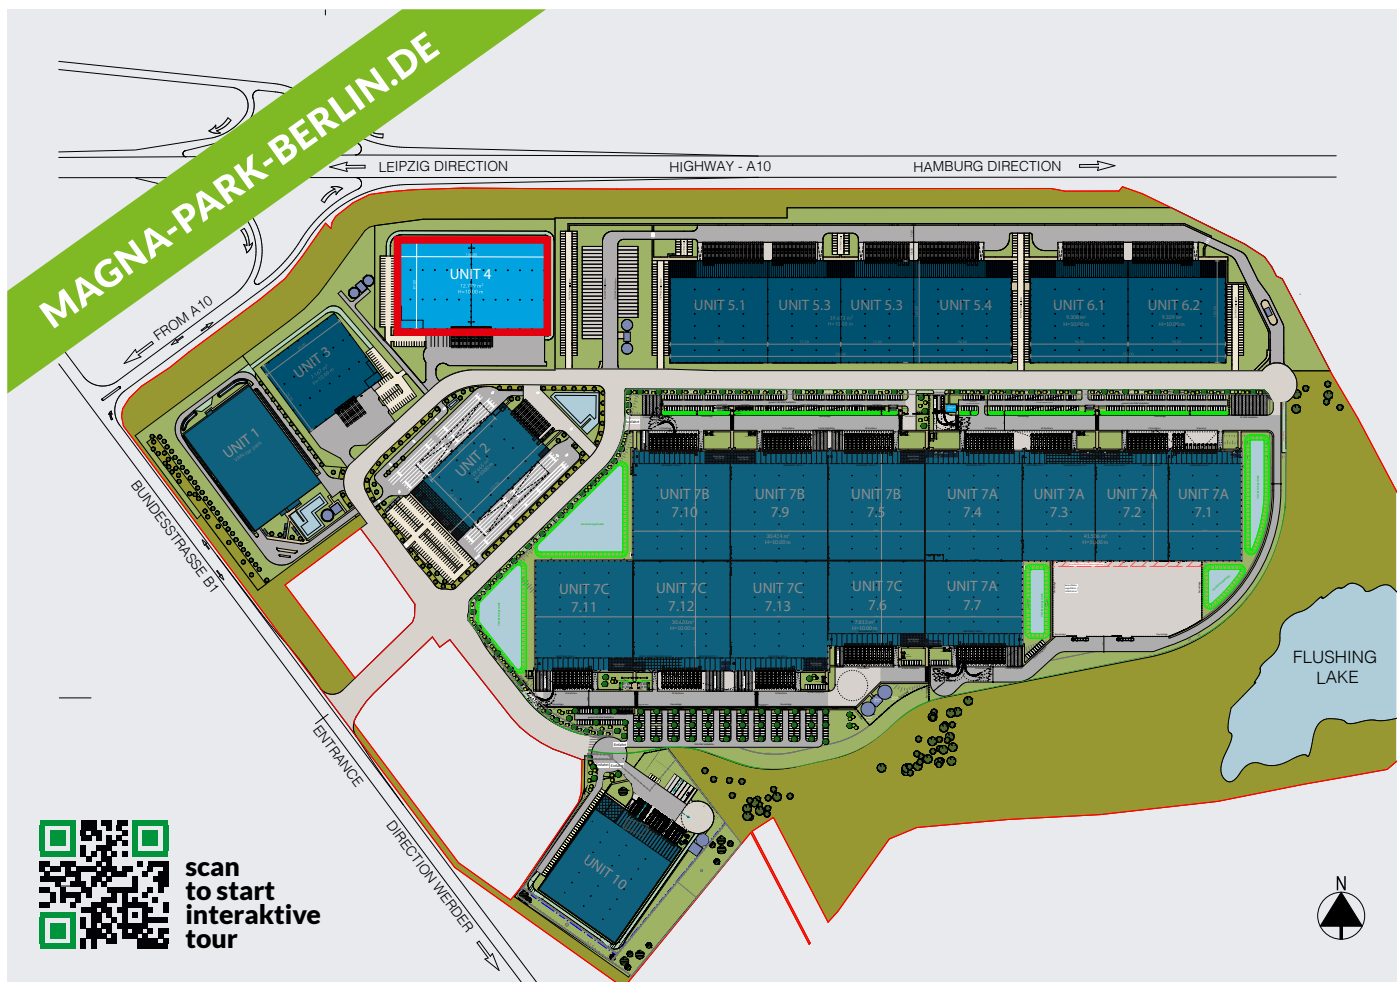 MAGNA-PARK-BERLIN.DE
LEIPZIG DIRECTION
HIGHWAY - A10
HAMBURG DIRECTION
FROM A10
UNIT 4
UNIT 5.1
UNIT 5.3
UNIT 5.3
UNIT 5.4
UNIT 6.1
UNIT 6.2
UNIT 3
UNIT 1
UNIT 2
UNIT 7B
7.10
UNIT 7B
7.9
UNIT 7B
7.5
UNIT 7A
7.4
UNIT 7A
7.3
UNIT 7A
7.2
UNIT 7A
7.1
UNIT 7C
7.11
UNIT 7C
7.12
UNIT 7C
7.13
UNIT 7C
7.6
UNIT 7A
7.7
BUNDESSTRASSE B1
FLUSHING
LAKE
ENTRANCE
DIRECTION WERDER
UNIT 10
scan
to start
interaktive
tour
N